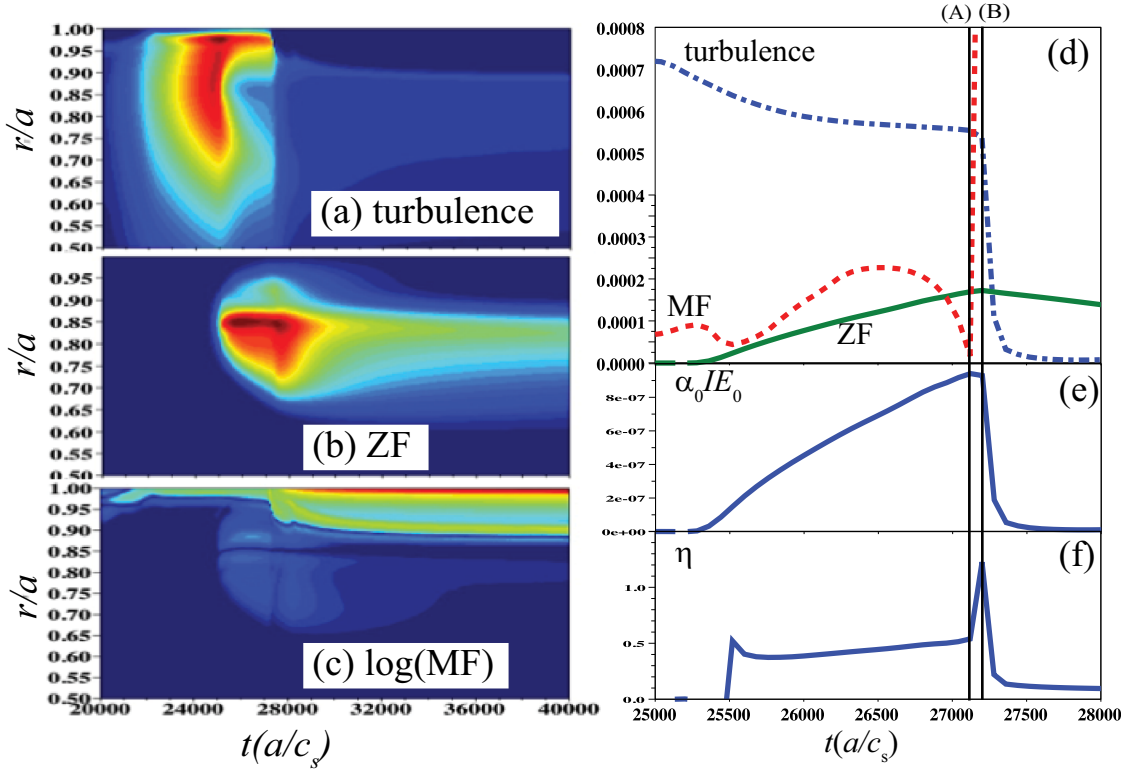 1.00
0.95
0.90
0.85
0.80
0.75
0.70
0.65
0.60
0.55
0.50
r/a
(a) turbulence
0.95
0.90
0.85
0.80
0.75
0.70
0.65
0.60
0.55
0.50
r/a
(b) ZF
1.00
0.95
0.90
0.85
0.80
0.75
0.70
0.65
0.60
0.55
0.50
r/a
(c) log(MF)
20000 24000 28000 32000 36000 40000
t(a/cₛ)
(A) (B)
0.0008
0.0007
0.0006
0.0005
0.0004
0.0003
0.0002
0.0001
0.0000
turbulence
(d)
MF
ZF
α₀IE₀
(e)
8e-07
6e-07
4e-07
2e-07
0e+00
η
(f)
1.0
0.5
0.0
25000 25500 26000 26500 27000 27500 28000
t(a/cₛ)